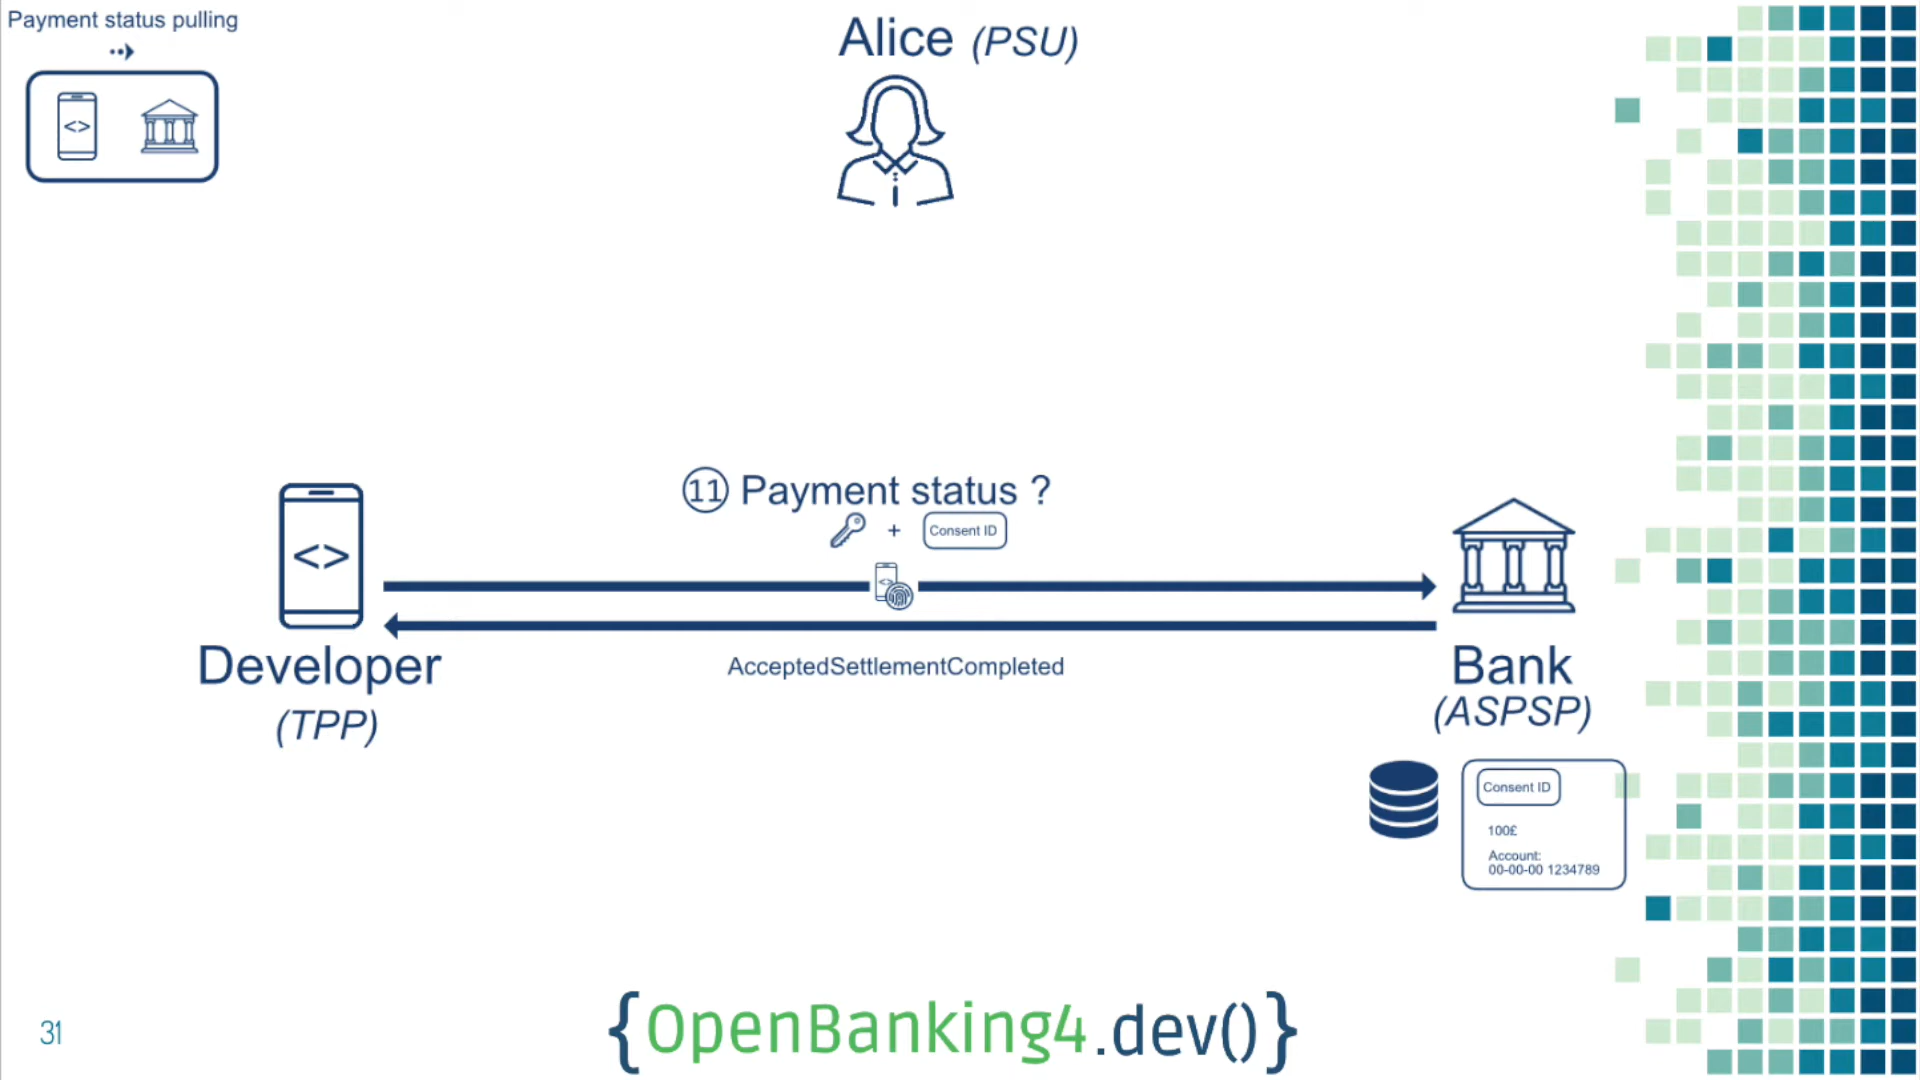 Payment status pulling
Alice (PSU)
<>
11 Payment status ?
+ Consent ID
<>
<>
Developer
(TPP)
AcceptedSettlementCompleted
Bank
(ASPSP)
Consent ID
100£
Account:
00-00-00 1234789
31
{OpenBanking4.dev()}